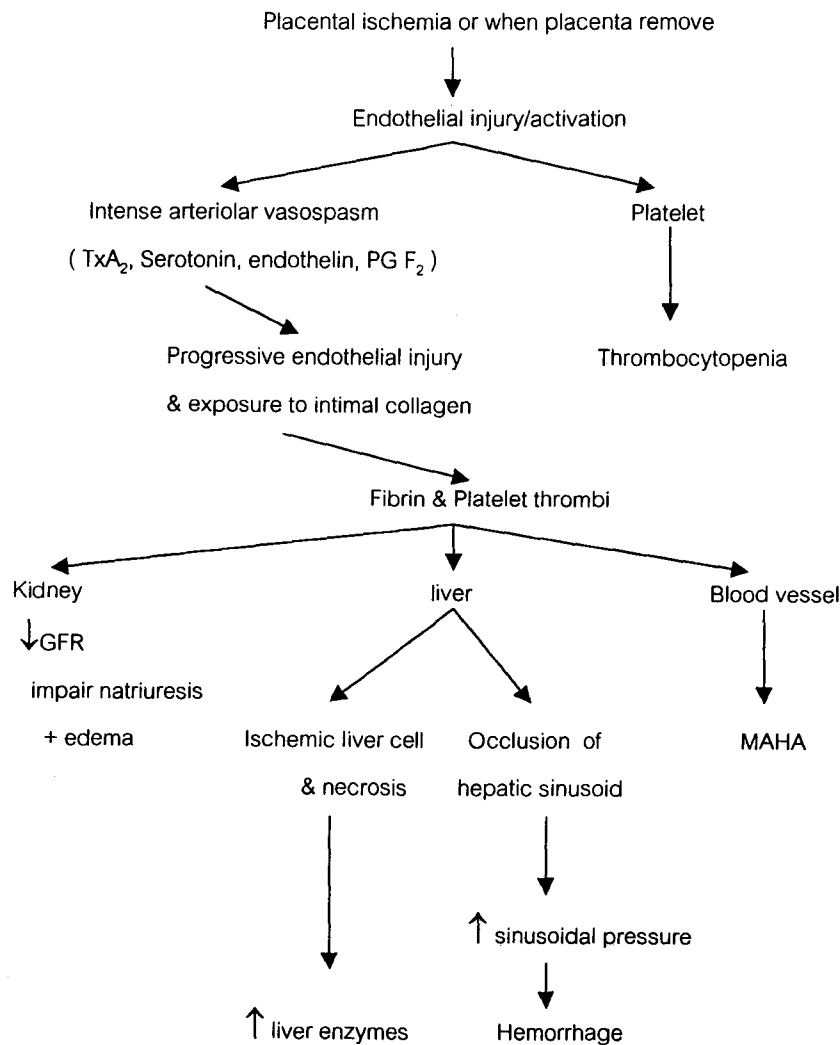 Placental ischemia or when placenta remove
Endothelial injury/activation
Intense arteriolar vasospasm
Platelet
( TxA₂, Serotonin, endothelin, PG F₂ )
Progressive endothelial injury
Thrombocytopenia
& exposure to intimal collagen
Fibrin & Platelet thrombi
Kidney
liver
Blood vessel
↓GFR
impair natriuresis
+ edema
Ischemic liver cell
Occlusion of
MAHA
& necrosis
hepatic sinusoid
↑ sinusoidal pressure
↑ liver enzymes
Hemorrhage